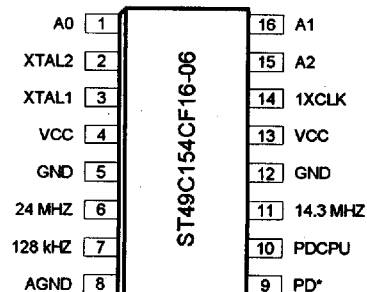 A0 1 16 A1
XTAL2 2 15 A2
XTAL1 3 14 1XCLK
VCC 4 13 VCC
GND 5 12 GND
24 MHZ 6 11 14.3 MHZ
128 kHZ 7 10 PDCPU
AGND 8 9 PD*
ST49C154CF16-06